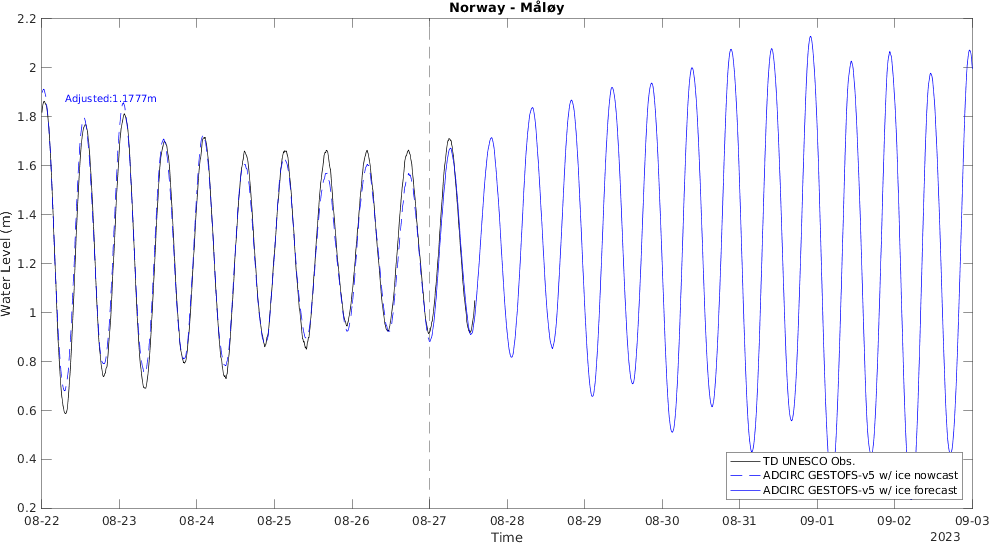 Norway - Måløy
2.2
2
1.8
1.6
1.4
1.2
1
0.8
0.6
0.4
0.2
Water Level (m)
Adjusted:1.1777m
TD UNESCO Obs.
ADCIRC GESTOFS-v5 w/ ice nowcast
ADCIRC GESTOFS-v5 w/ ice forecast
08-22 08-23 08-24 08-25 08-26 08-27 08-28 08-29 08-30 08-31 09-01 09-02 09-03
Time
2023